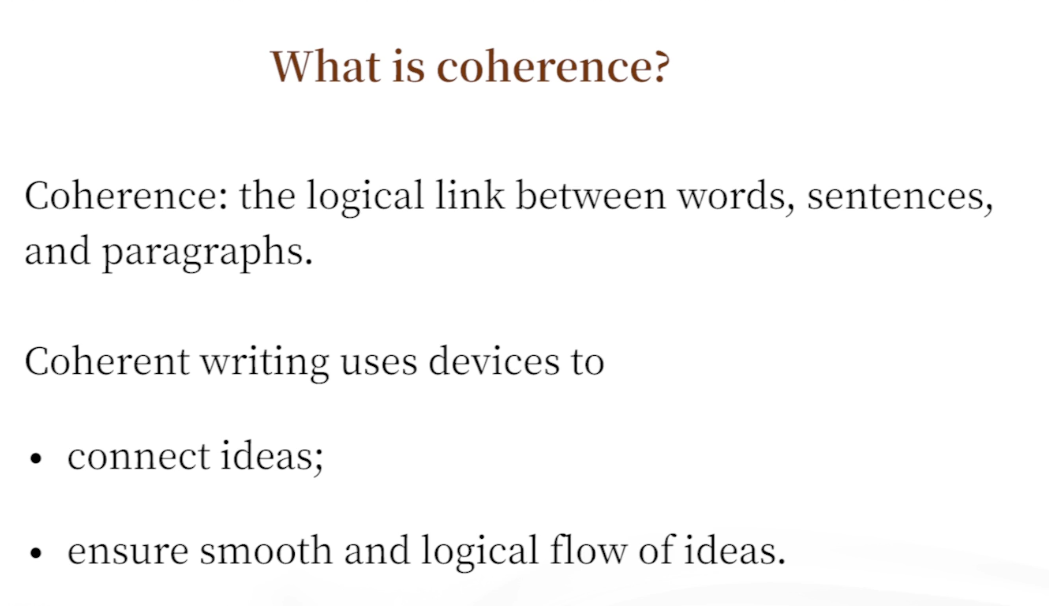 What is coherence?
Coherence: the logical link between words, sentences,
and paragraphs.
Coherent writing uses devices to
• connect ideas;
• ensure smooth and logical flow of ideas.